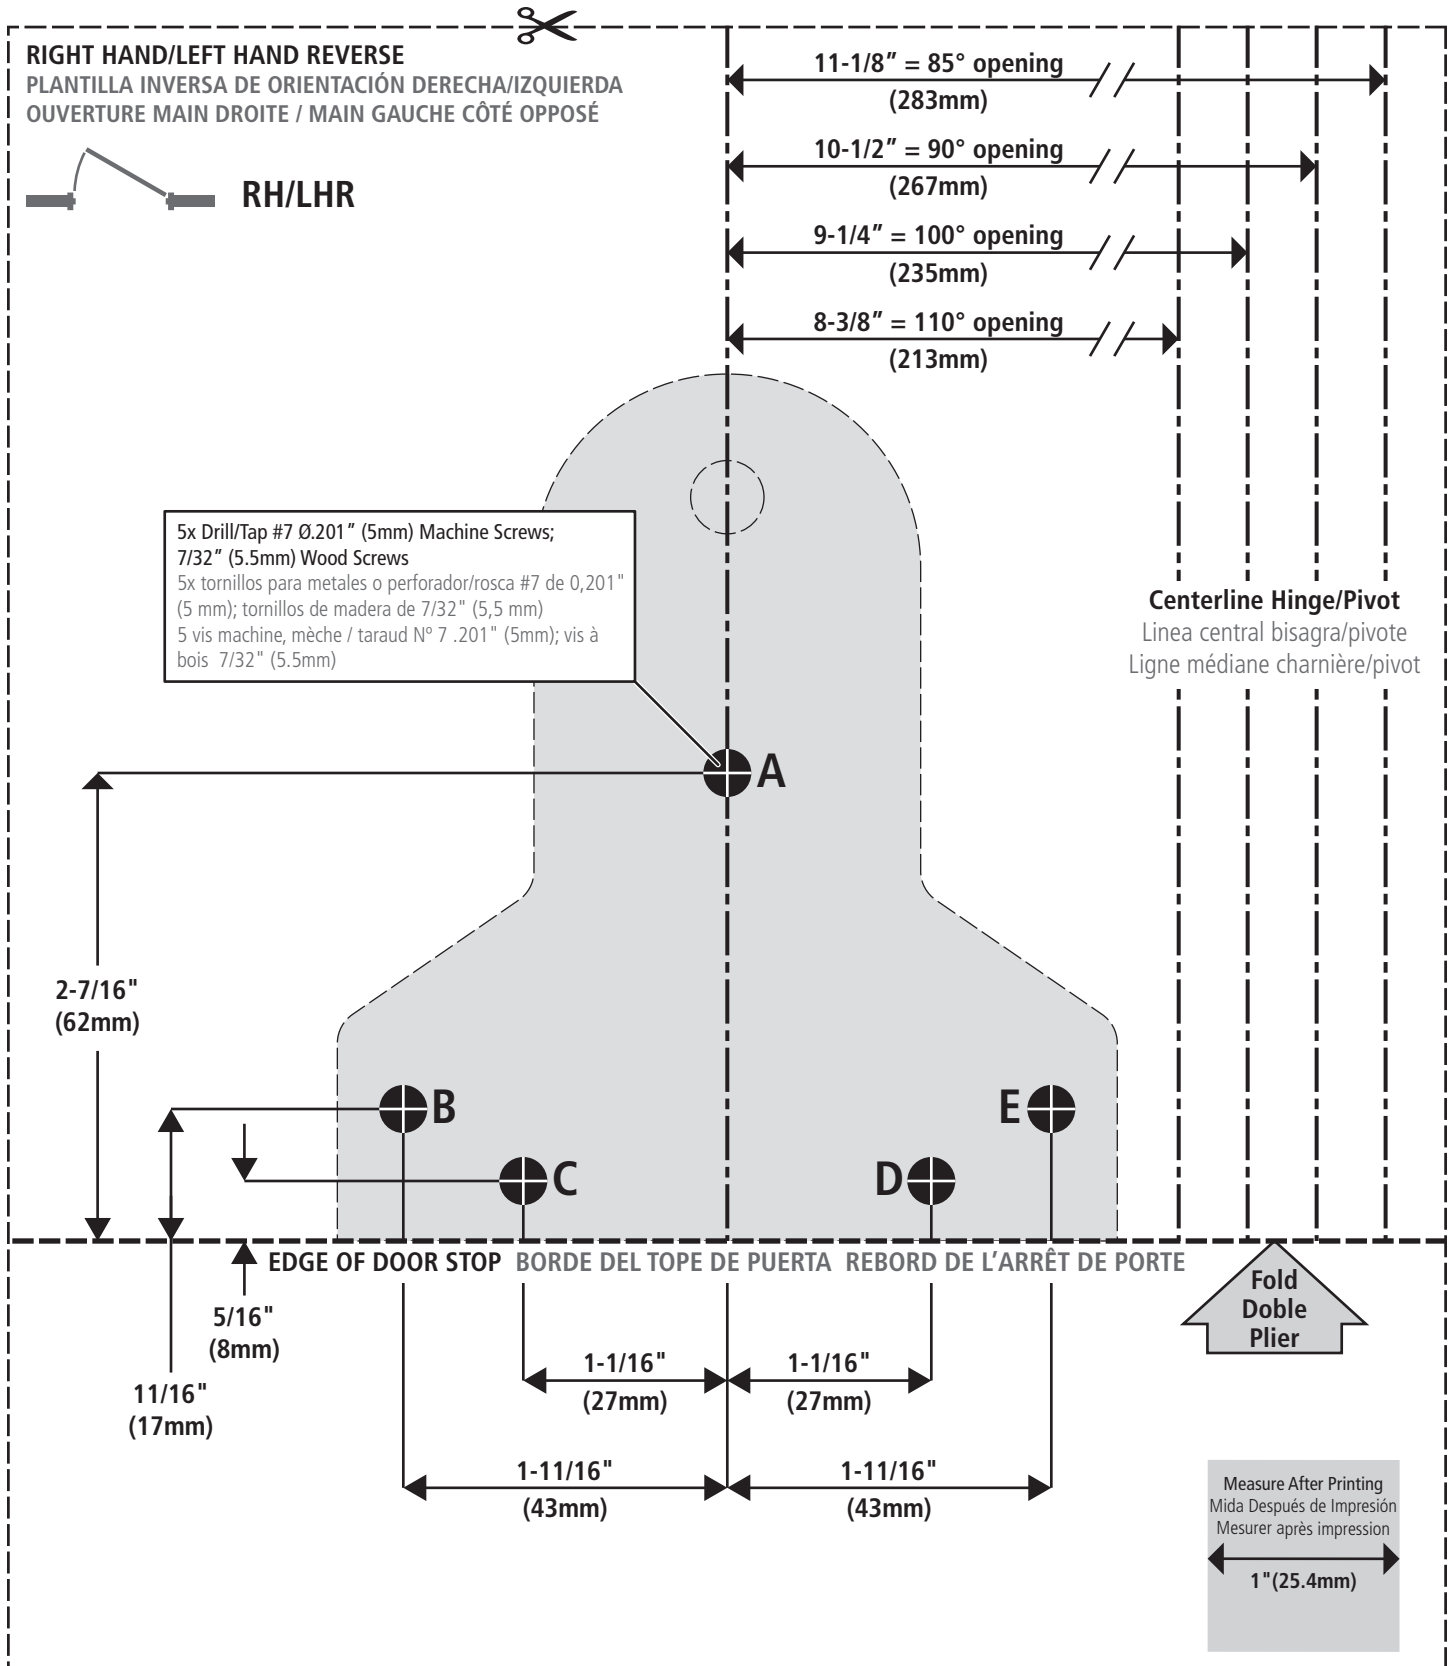 RIGHT HAND/LEFT HAND REVERSE
PLANTILLA INVERSA DE ORIENTACIÓN DERECHA/IZQUIERDA
OUVERTURE MAIN DROITE / MAIN GAUCHE CÔTÉ OPPOSÉ
RH/LHR
11-1/8″ = 85° opening
(283mm)
10-1/2″ = 90° opening
(267mm)
9-1/4″ = 100° opening
(235mm)
8-3/8″ = 110° opening
(213mm)
5x Drill/Tap #7 Ø.201″ (5mm) Machine Screws;
7/32″ (5.5mm) Wood Screws
5x tornillos para metales o perforador/rosca #7 de 0,201"
(5 mm); tornillos de madera de 7/32" (5,5 mm)
5 vis machine, mèche / taraud Nº 7 .201" (5mm); vis à
bois 7/32" (5.5mm)
Centerline Hinge/Pivot
Linea central bisagra/pivote
Ligne médiane charnière/pivot
A
2-7/16"
(62mm)
B
E
C
D
EDGE OF DOOR STOP BORDE DEL TOPE DE PUERTA REBORD DE L’ARRÊT DE PORTE
Fold
Doble
Plier
5/16"
(8mm)
11/16"
(17mm)
1-1/16"
(27mm)
1-1/16"
(27mm)
1-11/16"
(43mm)
1-11/16"
(43mm)
Measure After Printing
Mida Después de Impresión
Mesurer après impression
1"(25.4mm)